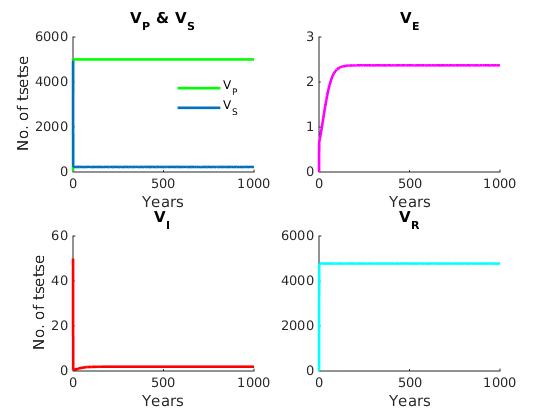 V_P & V_S
No. of tsetse
6000
4000
2000
0
0 500 1000
Years
V_P
V_S
V_E
3
2
1
0
0 500 1000
Years
V_I
No. of tsetse
60
40
20
0
0 500 1000
Years
V_R
6000
4000
2000
0
0 500 1000
Years